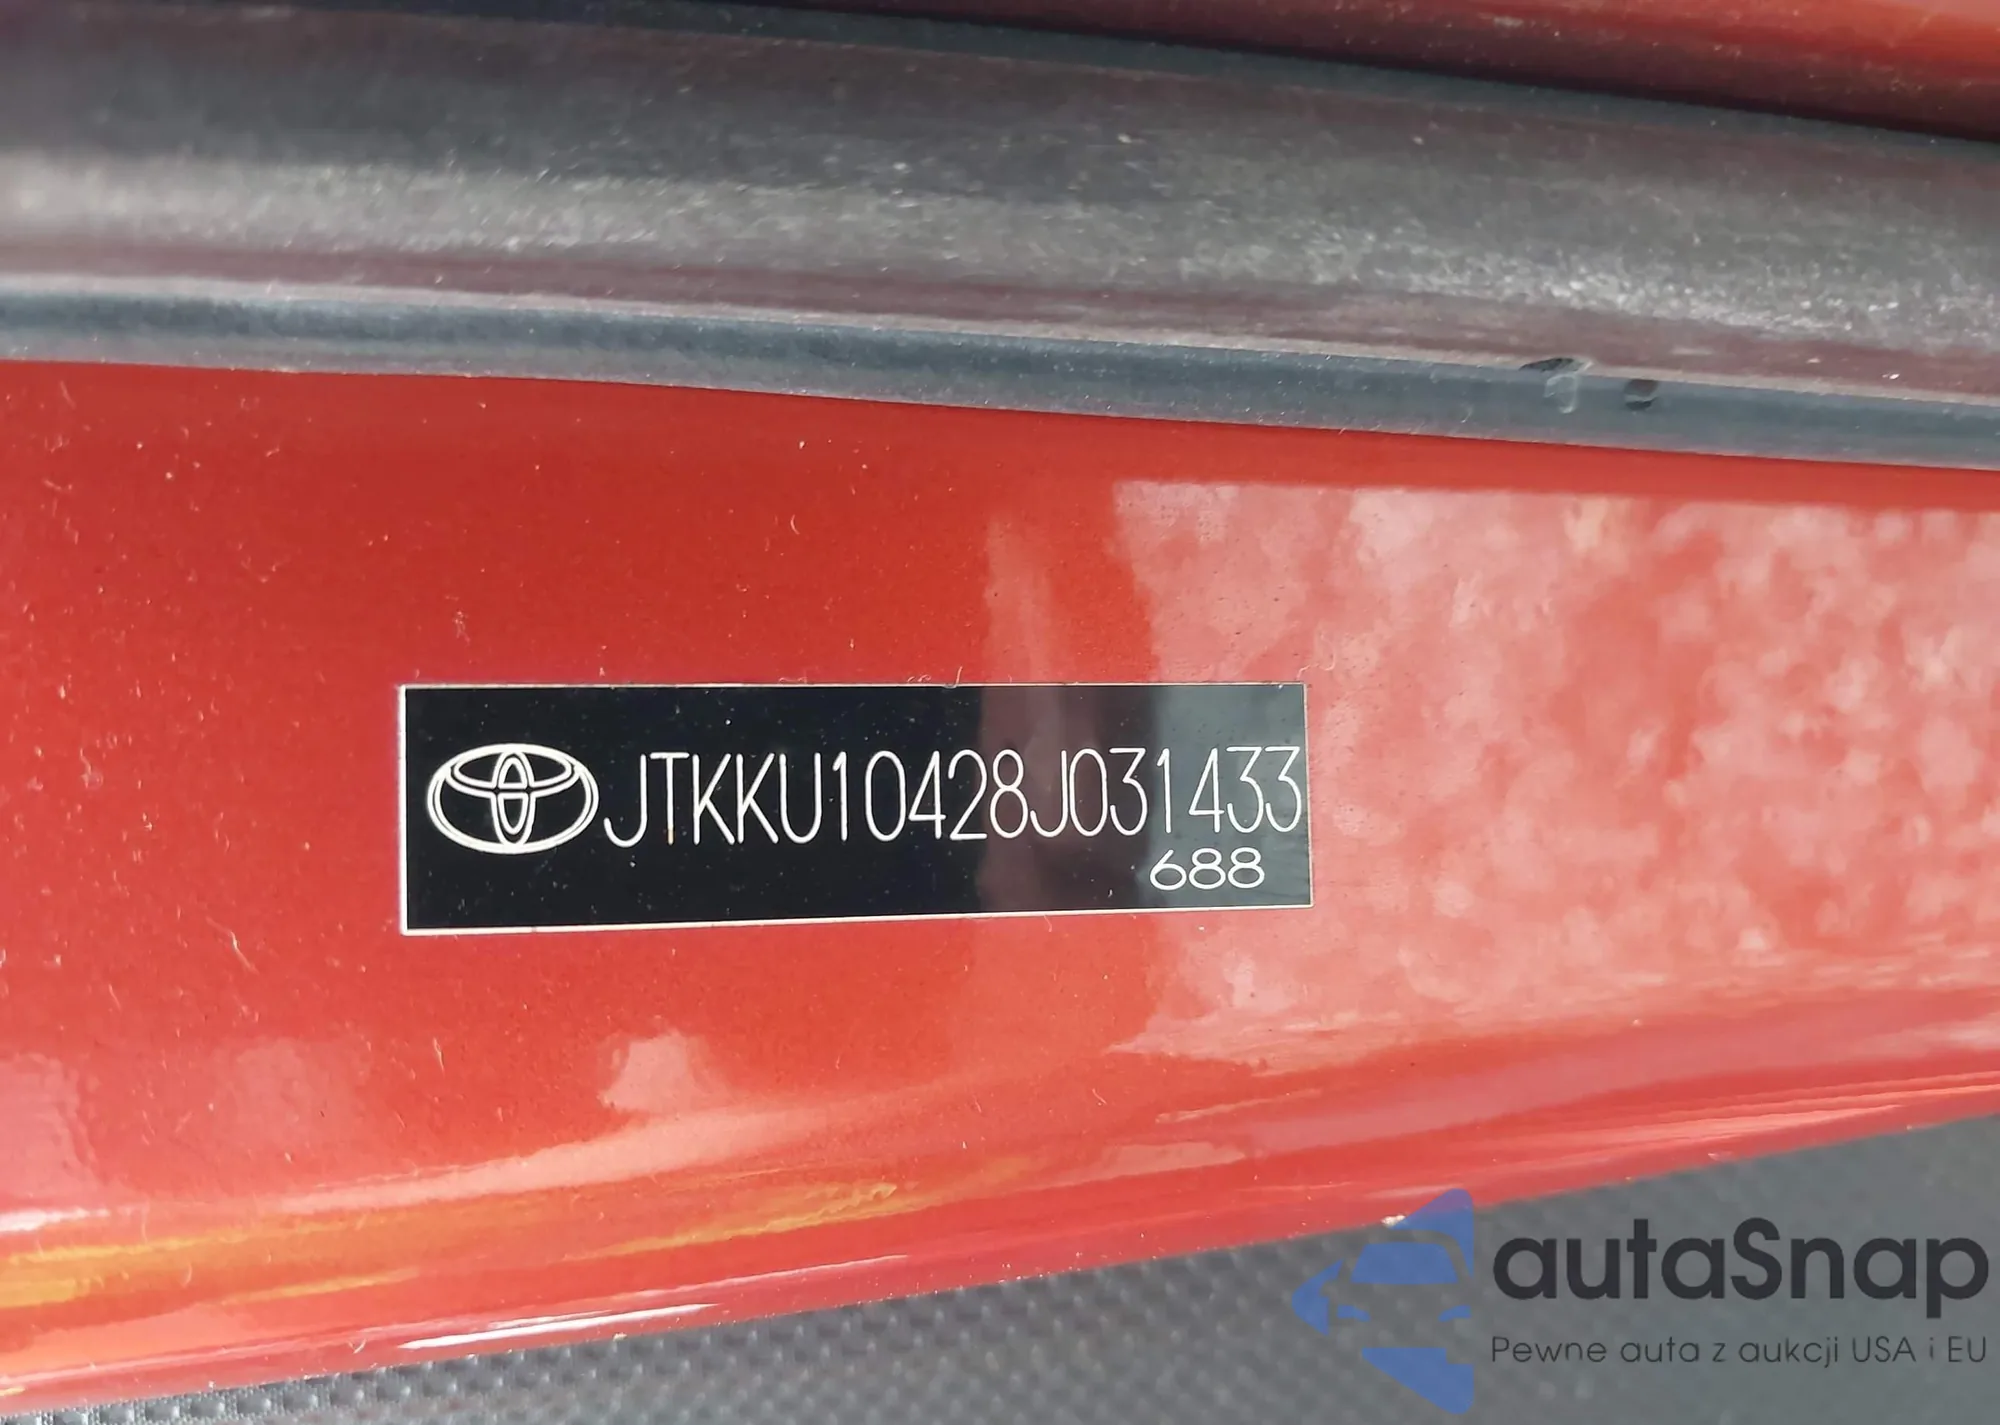 JTKKU10428J031433
688
autaSnap
Pewne auta z aukcji USA i EU